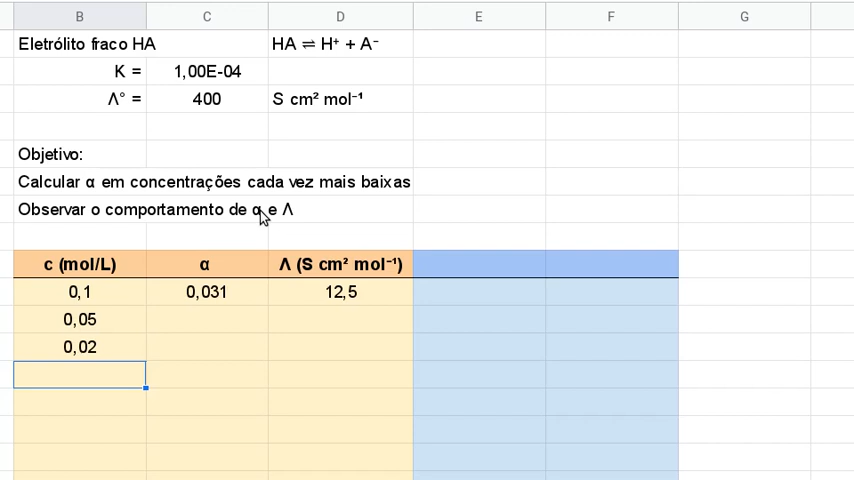 B C D E F G
Eletrólito fraco HA HA ⇌ H⁺ + A⁻
K = 1,00E-04
Λ° = 400 S cm² mol⁻¹
Objetivo:
Calcular α em concentrações cada vez mais baixas
Observar o comportamento de α e Λ
c (mol/L) α Λ (S cm² mol⁻¹)
0,1 0,031 12,5
0,05
0,02